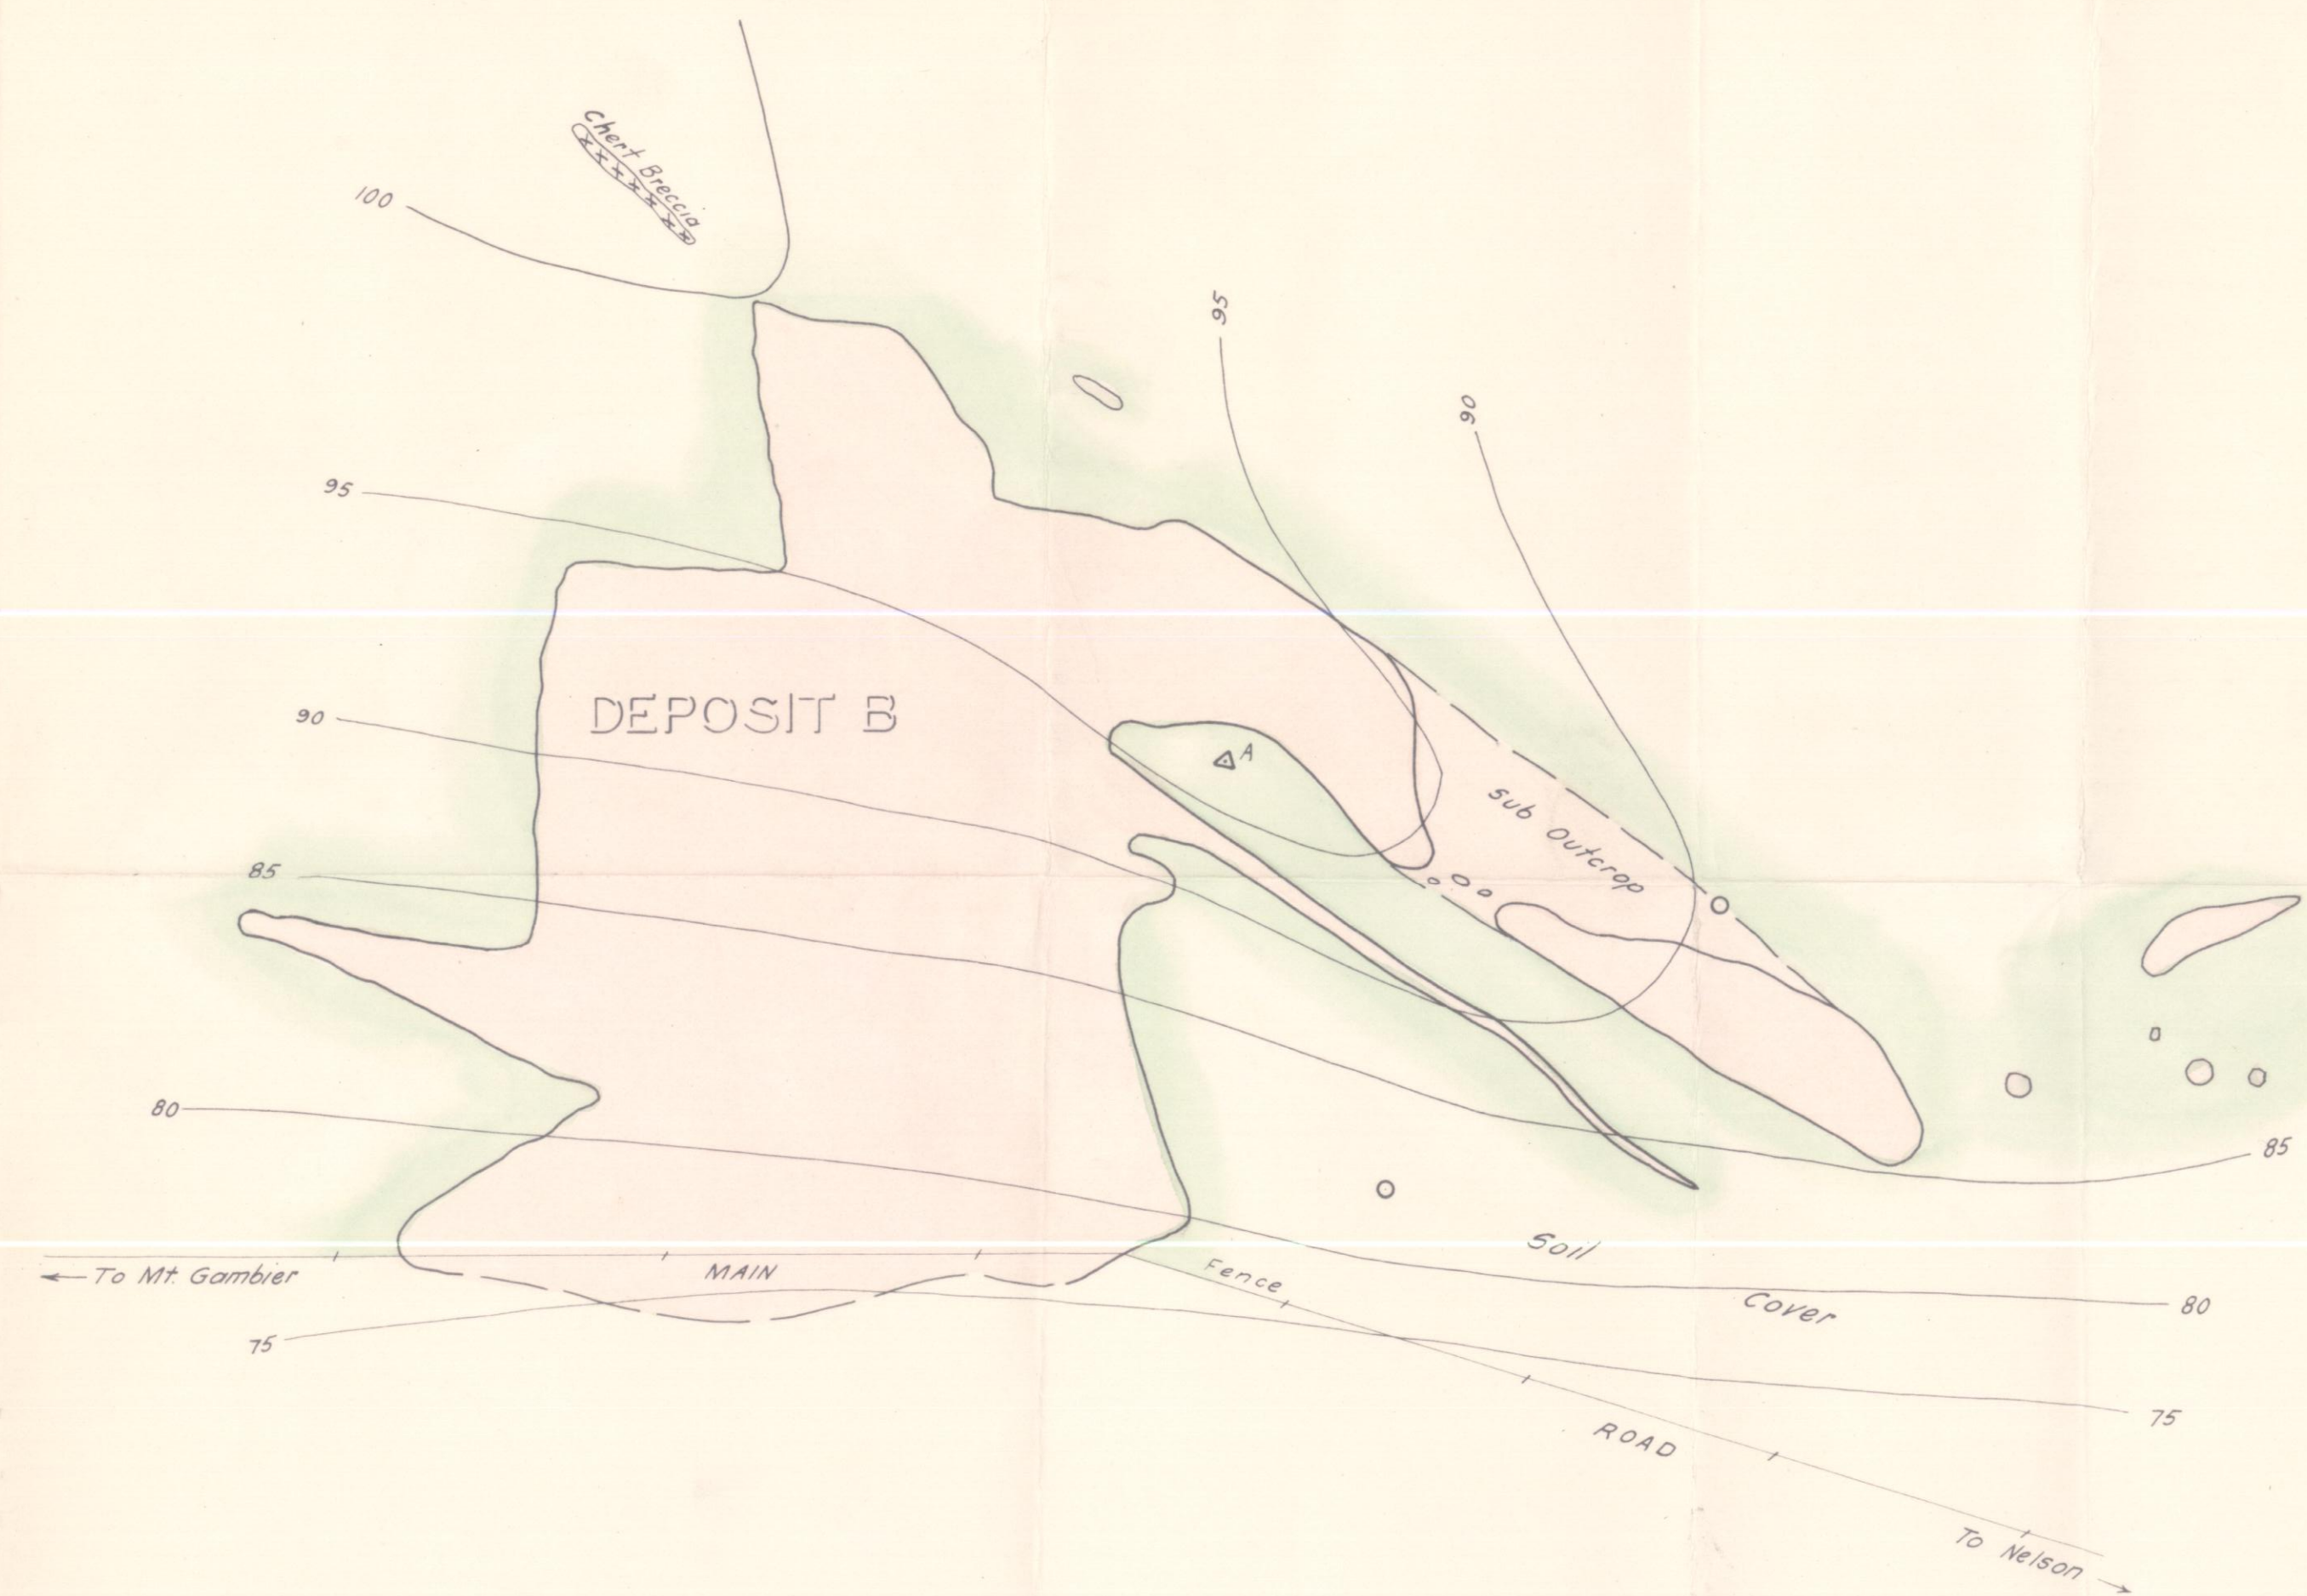 Chert Breccia
100
95
90
95
DEPOSIT B
90
A
Sub Outcrop
85
80
85
Soil
Fence
MAIN
To Mt. Gambier
Cover
80
75
75
ROAD
To Nelson